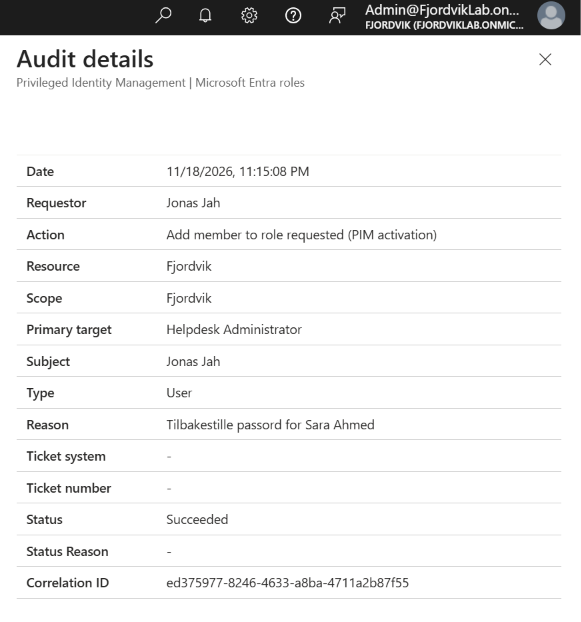 Admin@FjordvikLab.on...
FJORDVIK (FJORDVIKLAB.ONMIC...
Audit details
Privileged Identity Management | Microsoft Entra roles
Date 11/18/2026, 11:15:08 PM
Requestor Jonas Jah
Action Add member to role requested (PIM activation)
Resource Fjordvik
Scope Fjordvik
Primary target Helpdesk Administrator
Subject Jonas Jah
Type User
Reason Tilbakestille passord for Sara Ahmed
Ticket system -
Ticket number -
Status Succeeded
Status Reason -
Correlation ID ed375977-8246-4633-a8ba-4711a2b87f55